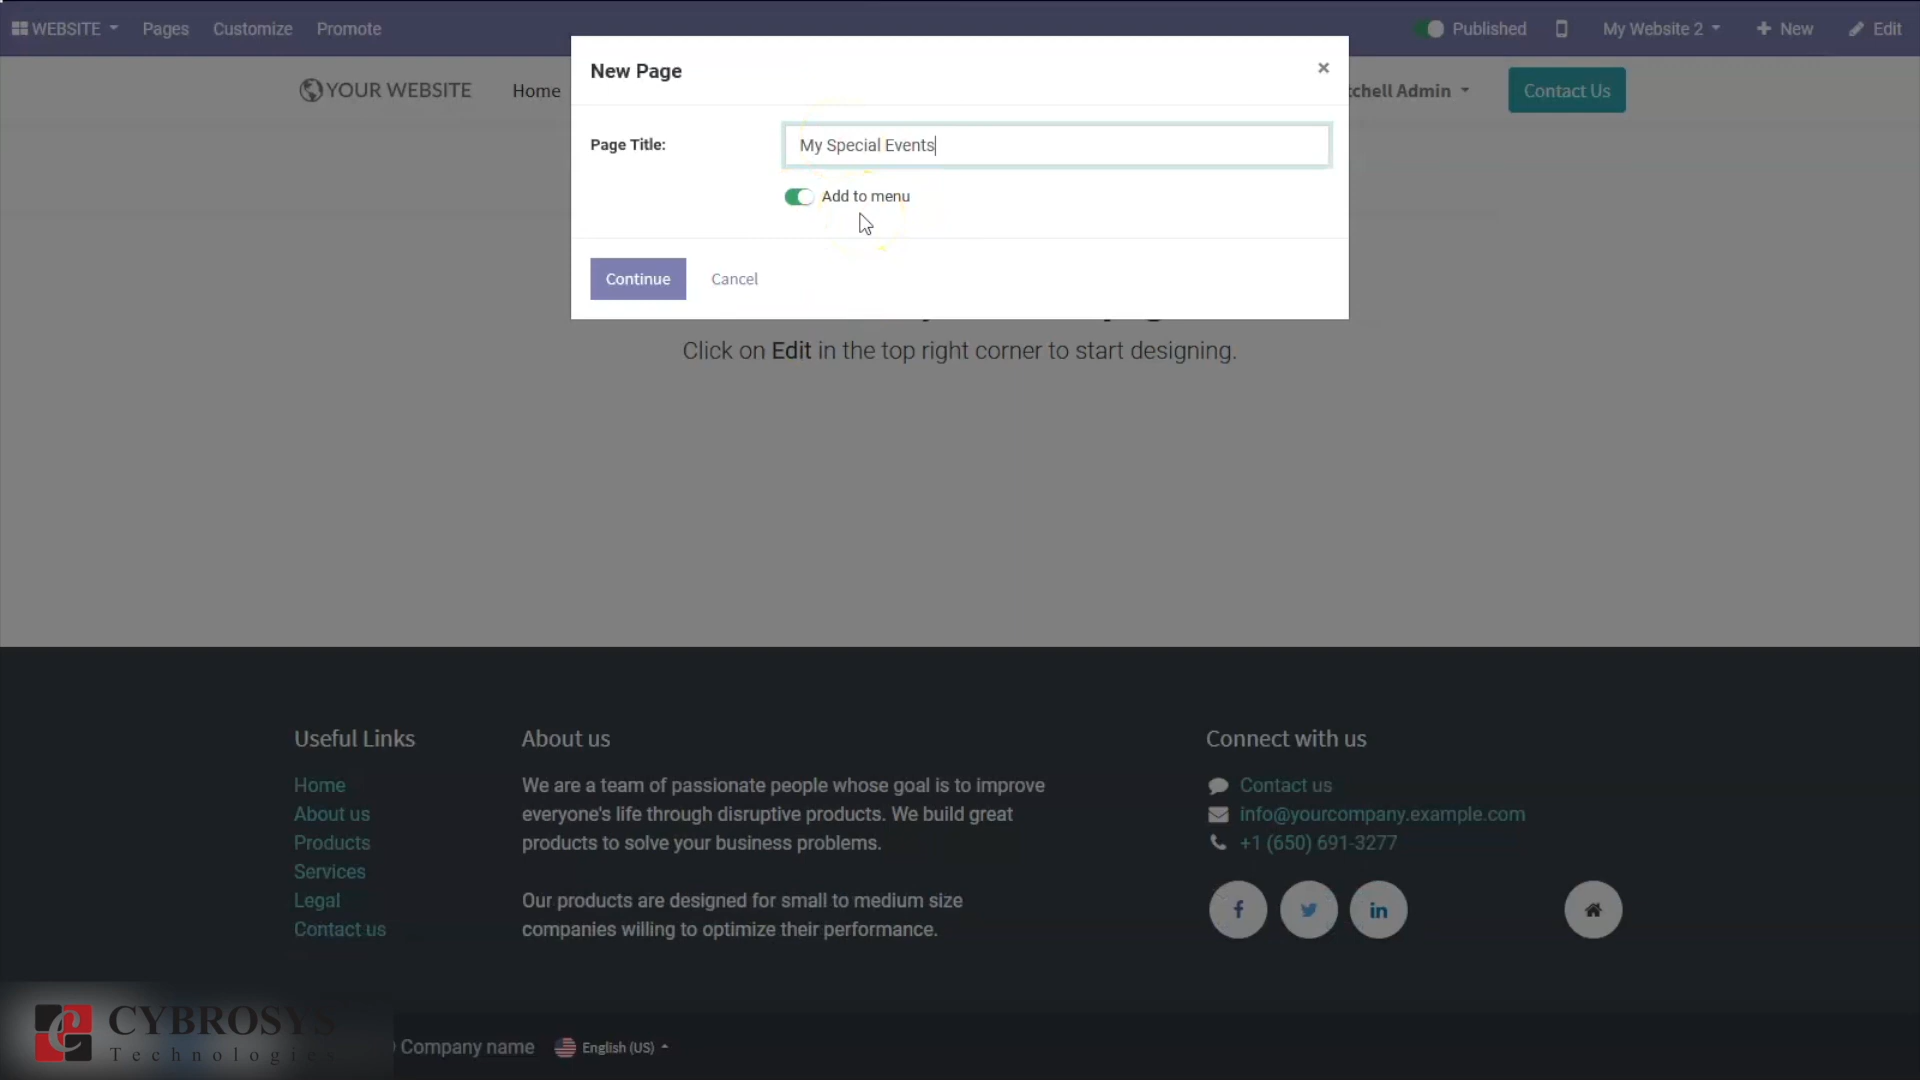 WEBSITE Pages Customize Promote Published My Website 2 New Edit
New Page ×
YOUR WEBSITE Home chell Admin Contact Us
Page Title: My Special Events
Add to menu
Continue Cancel
Click on Edit in the top right corner to start designing.
Useful Links
Home
About us
Products
Services
Legal
Contact us
About us
We are a team of passionate people whose goal is to improve
everyone's life through disruptive products. We build great
products to solve your business problems.
Our products are designed for small to medium size
companies willing to optimize their performance.
Connect with us
Contact us
info@yourcompany.example.com
+1 (650) 691-3277
CYBROSYS
Technologies
Company name English (US)